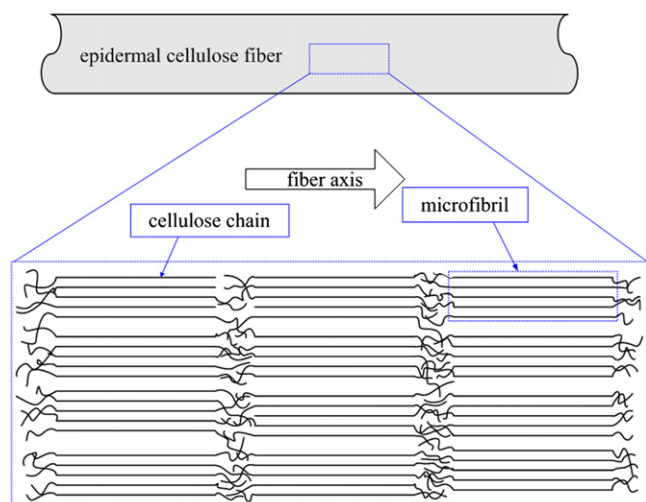 epidermal cellulose fiber
fiber axis
cellulose chain
microfibril